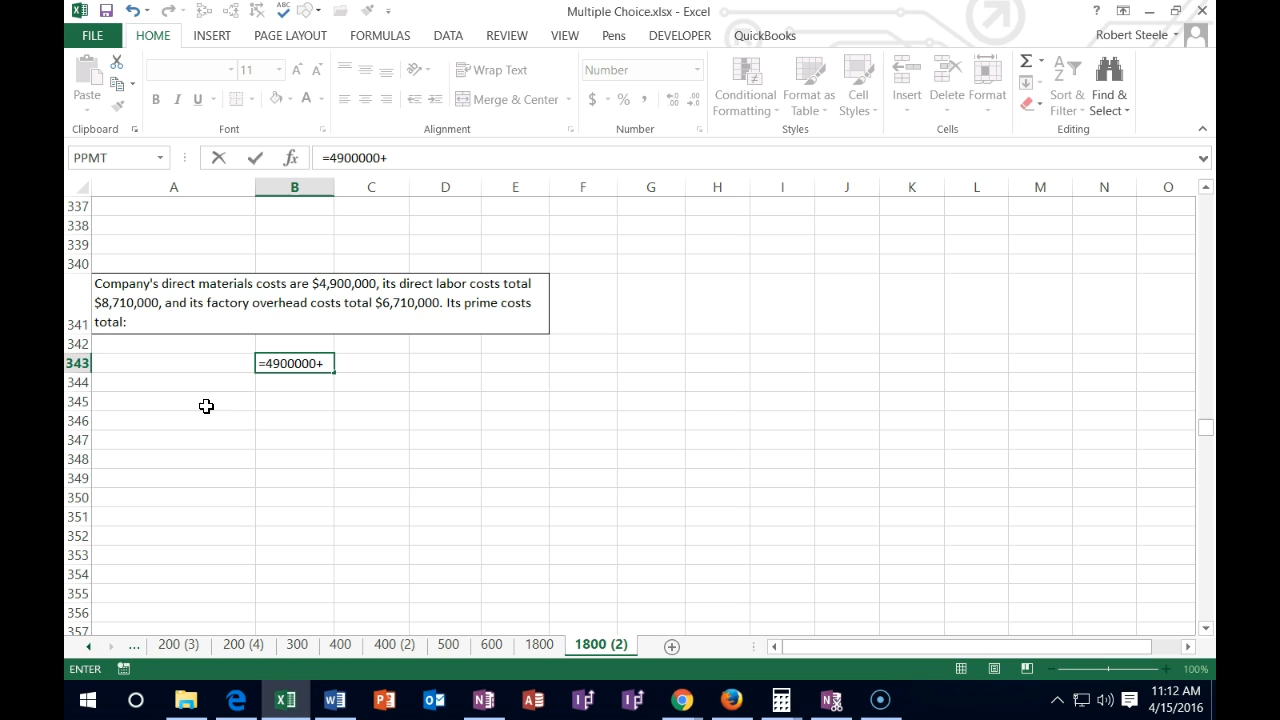 Multiple Choice.xlsx - Excel
?
FILE
HOME
INSERT
PAGE LAYOUT
FORMULAS
DATA
REVIEW
VIEW
Pens
DEVELOPER
QuickBooks
Robert Steele
Paste
Clipboard
11
B I U
Font
Wrap Text
Merge & Center
Alignment
Number
$ % ,
Number
Conditional Formatting
Format as Table
Cell Styles
Styles
Insert
Delete
Format
Cells
Sort & Filter
Find & Select
Editing
PPMT
fx
=4900000+
A B C D E F G H I J K L M N O
337
338
339
340
341
Company's direct materials costs are $4,900,000, its direct labor costs total
$8,710,000, and its factory overhead costs total $6,710,000. Its prime costs
total:
342
343 =4900000+
344
345
346
347
348
349
350
351
352
353
354
355
356
357
... 200 (3) 200 (4) 300 400 400 (2) 500 600 1800 1800 (2)
ENTER
100%
11:12 AM
4/15/2016